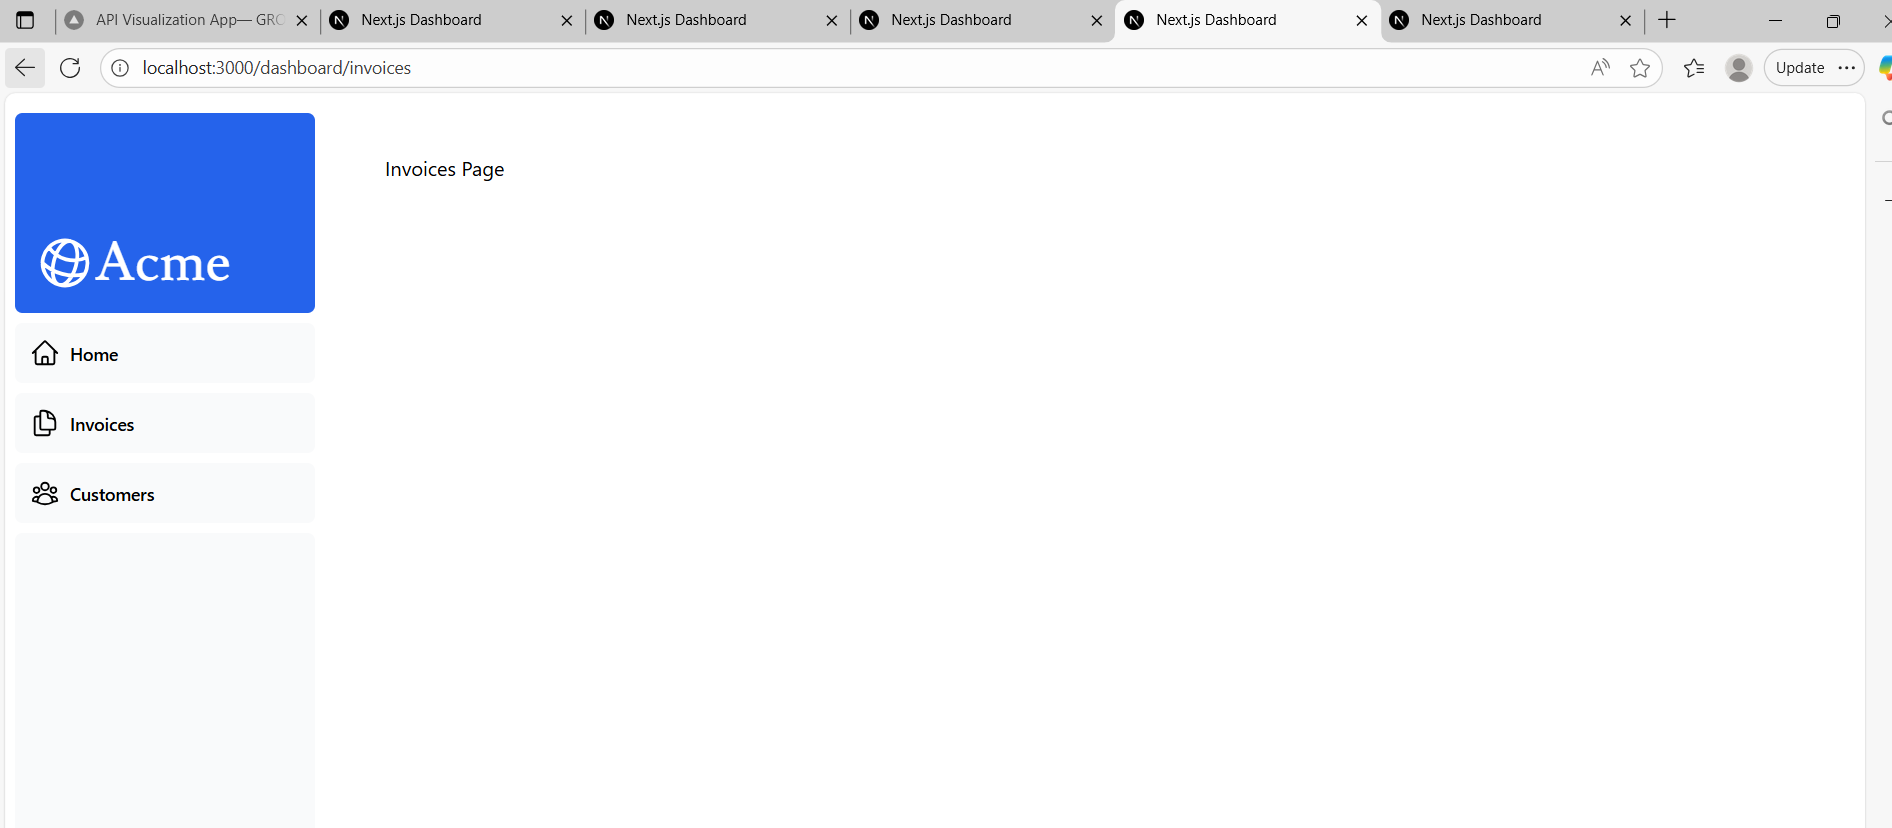 API Visualization App— GRO
Next.js Dashboard
Next.js Dashboard
Next.js Dashboard
Next.js Dashboard
Next.js Dashboard
localhost:3000/dashboard/invoices
Update
Acme
Invoices Page
Home
Invoices
Customers